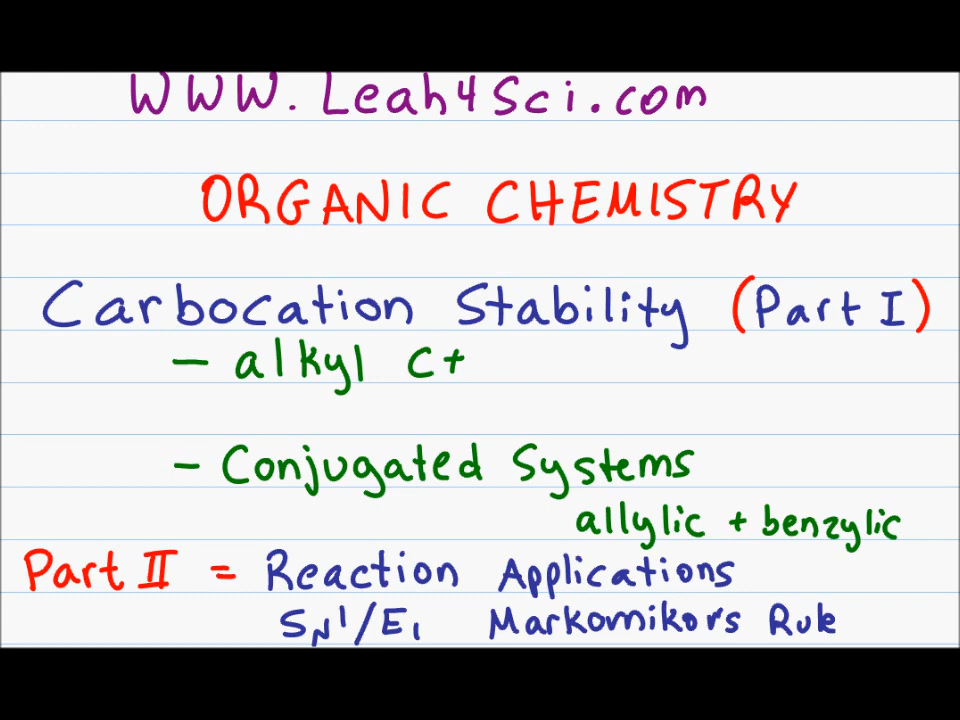 WWW.Leah4Sci.com
ORGANIC CHEMISTRY
Carbocation Stability (Part I)
- alkyl C+
- Conjugated Systems
allylic + benzylic
Part II = Reaction Applications
SN1/E1 Markovnikovs Rule